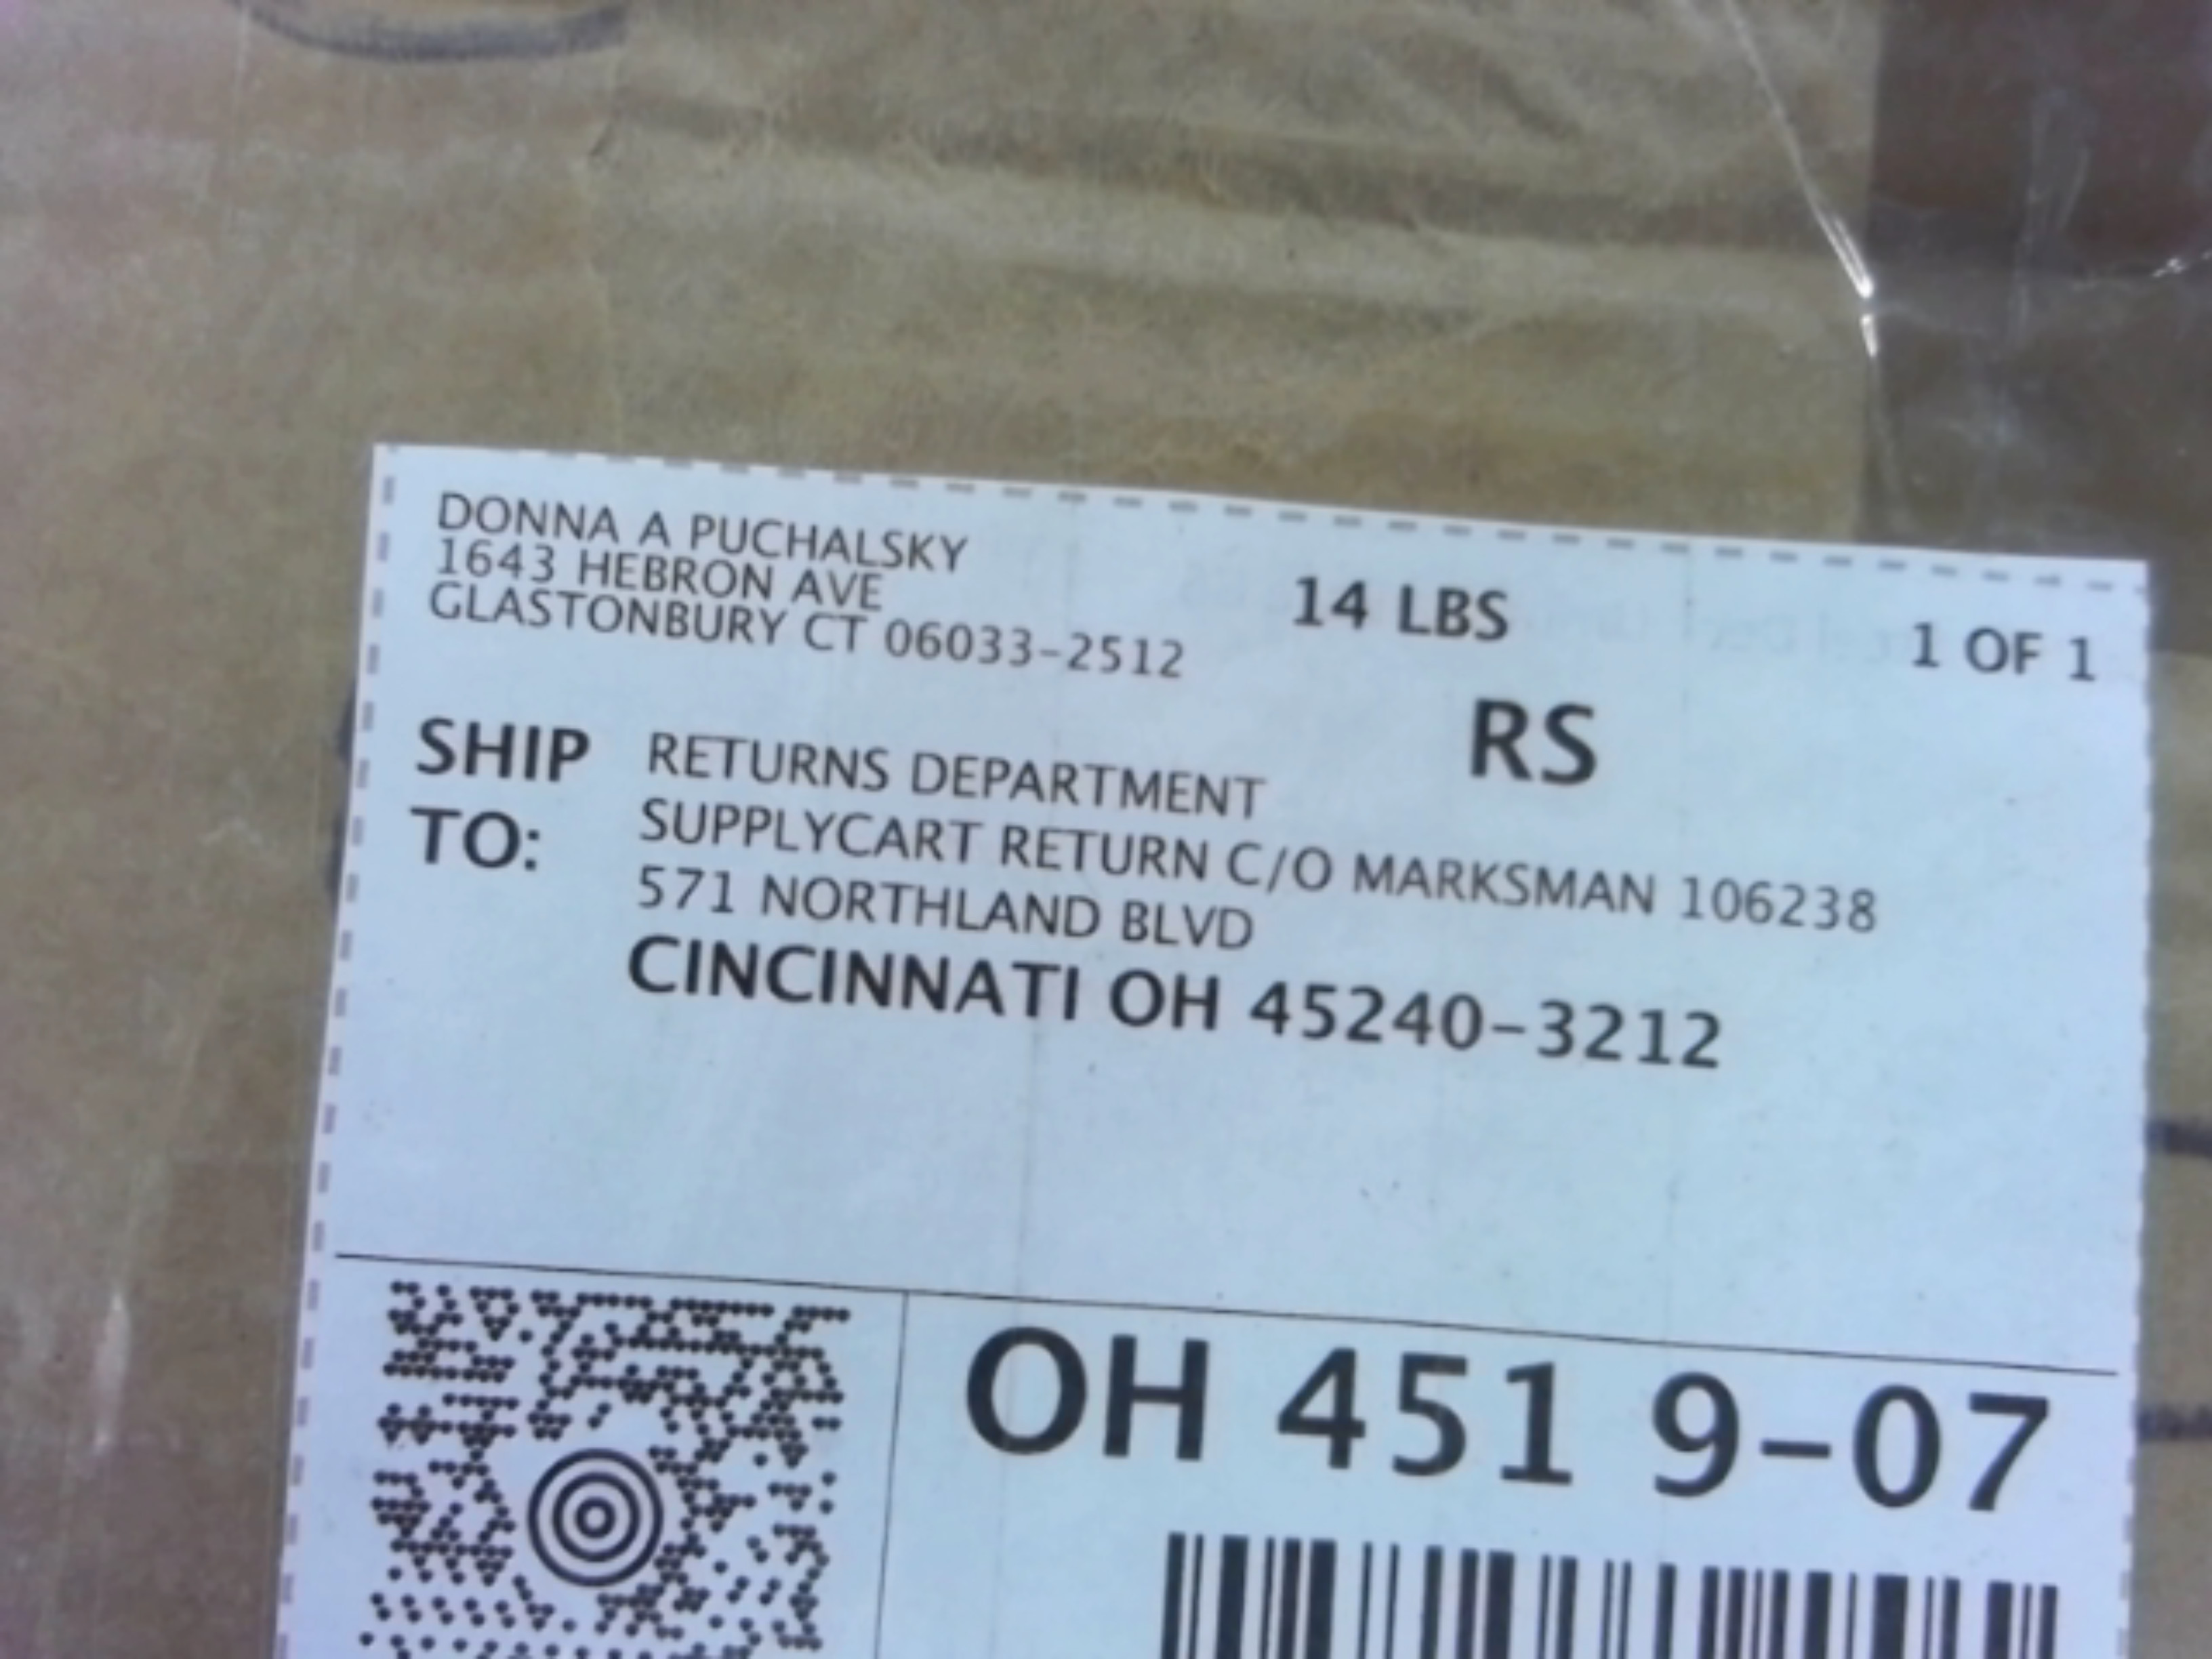 DONNA A PUCHALSKY
1643 HEBRON AVE
GLASTONBURY CT 06033-2512
14 LBS
1 OF 1
RS
SHIP TO:
RETURNS DEPARTMENT
SUPPLYCART RETURN C/O MARKSMAN 106238
571 NORTHLAND BLVD
CINCINNATI OH 45240-3212
OH 451 9-07